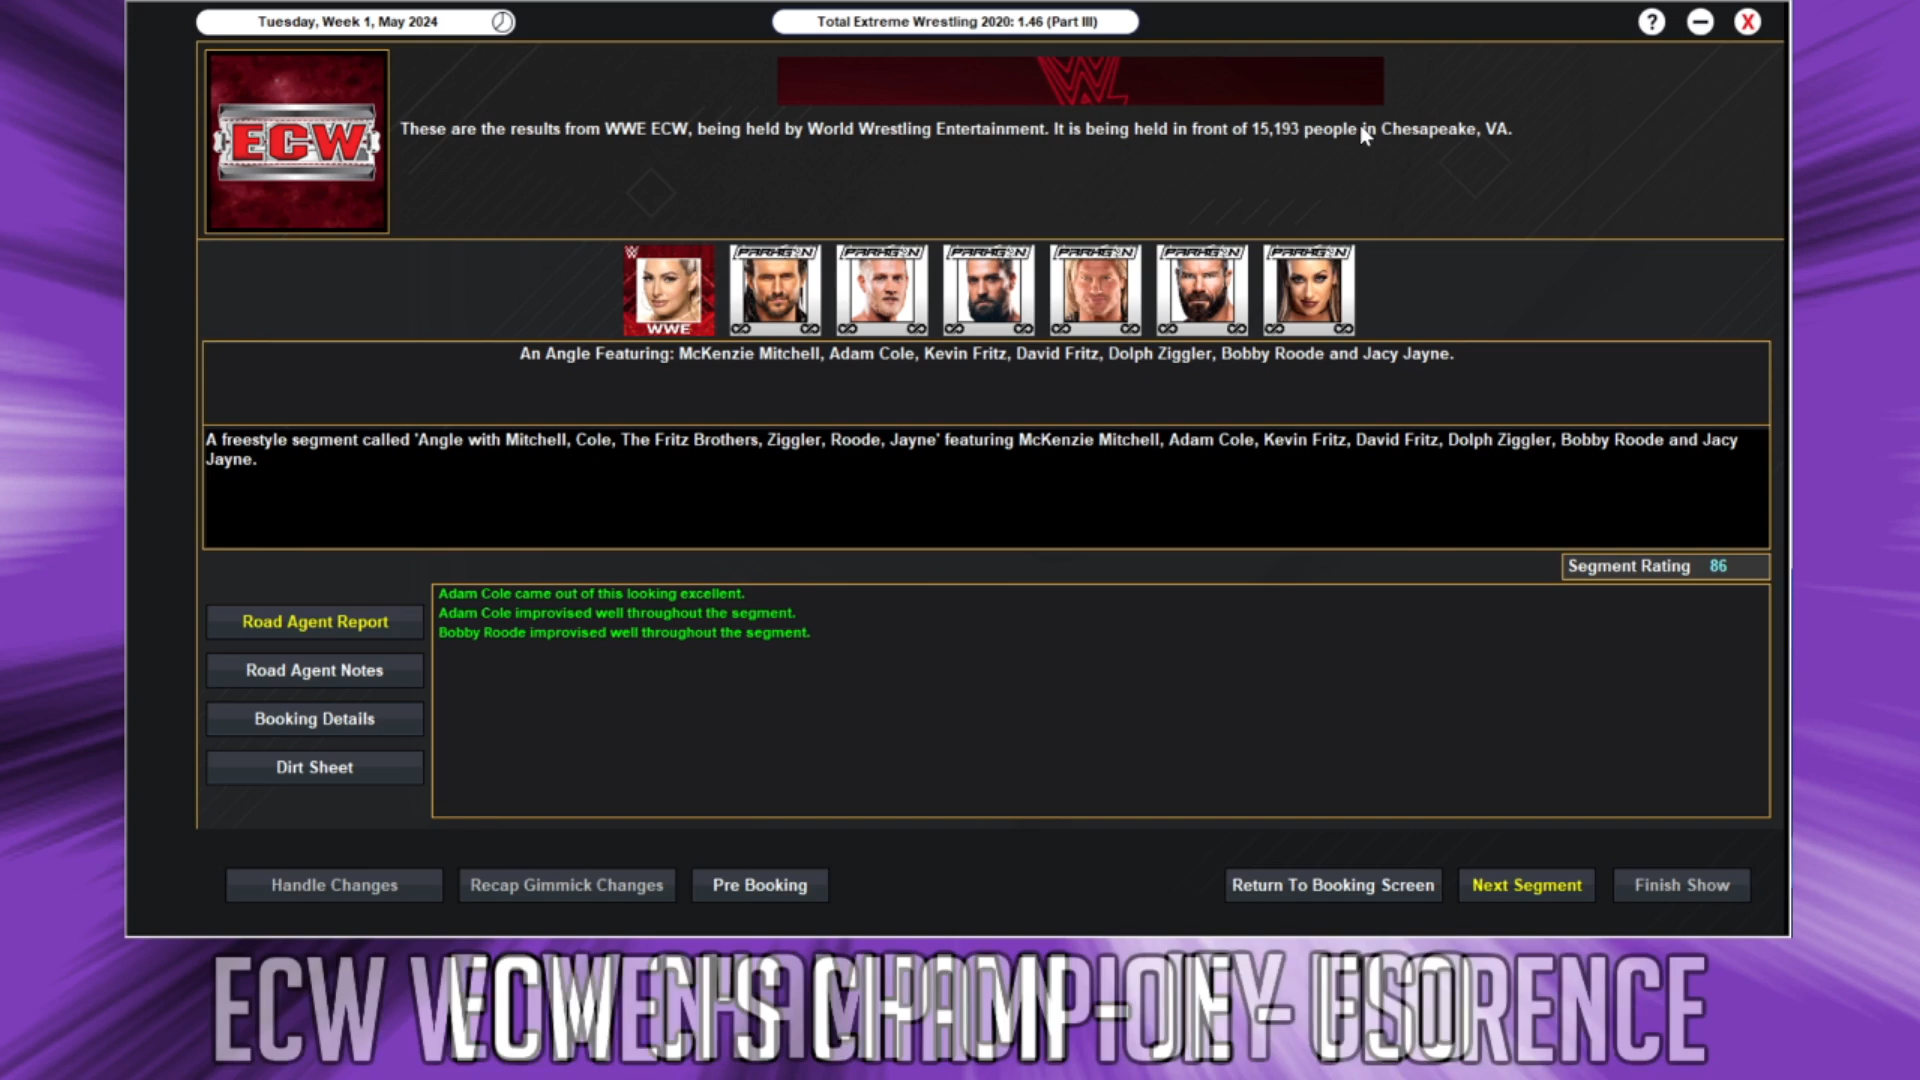 Tuesday, Week 1, May 2024
Total Extreme Wrestling 2020: 1.46 (Part III)
?
X
ECW
These are the results from WWE ECW, being held by World Wrestling Entertainment. It is being held in front of 15,193 people in Chesapeake, VA.
PARAGON PARAGON PARAGON PARAGON PARAGON PARAGON
WWE
An Angle Featuring: McKenzie Mitchell, Adam Cole, Kevin Fritz, David Fritz, Dolph Ziggler, Bobby Roode and Jacy Jayne.
A freestyle segment called 'Angle with Mitchell, Cole, The Fritz Brothers, Ziggler, Roode, Jayne' featuring McKenzie Mitchell, Adam Cole, Kevin Fritz, David Fritz, Dolph Ziggler, Bobby Roode and Jacy
Jayne.
Segment Rating 86
Adam Cole came out of this looking excellent.
Adam Cole improvised well throughout the segment.
Bobby Roode improvised well throughout the segment.
Road Agent Report
Road Agent Notes
Booking Details
Dirt Sheet
Handle Changes
Recap Gimmick Changes
Pre Booking
Return To Booking Screen
Next Segment
Finish Show